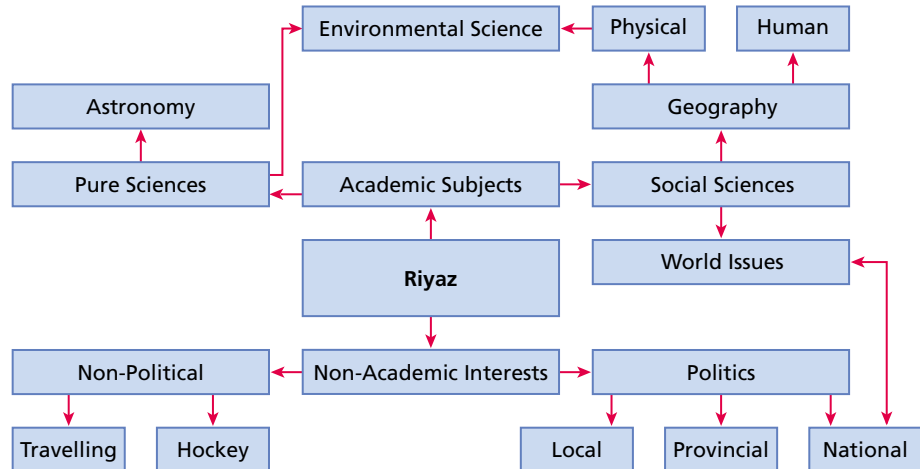 Environmental Science
Physical
Human
Astronomy
Geography
Pure Sciences
Academic Subjects
Social Sciences
Riyaz
World Issues
Non-Political
Non-Academic Interests
Politics
Travelling
Hockey
Local
Provincial
National